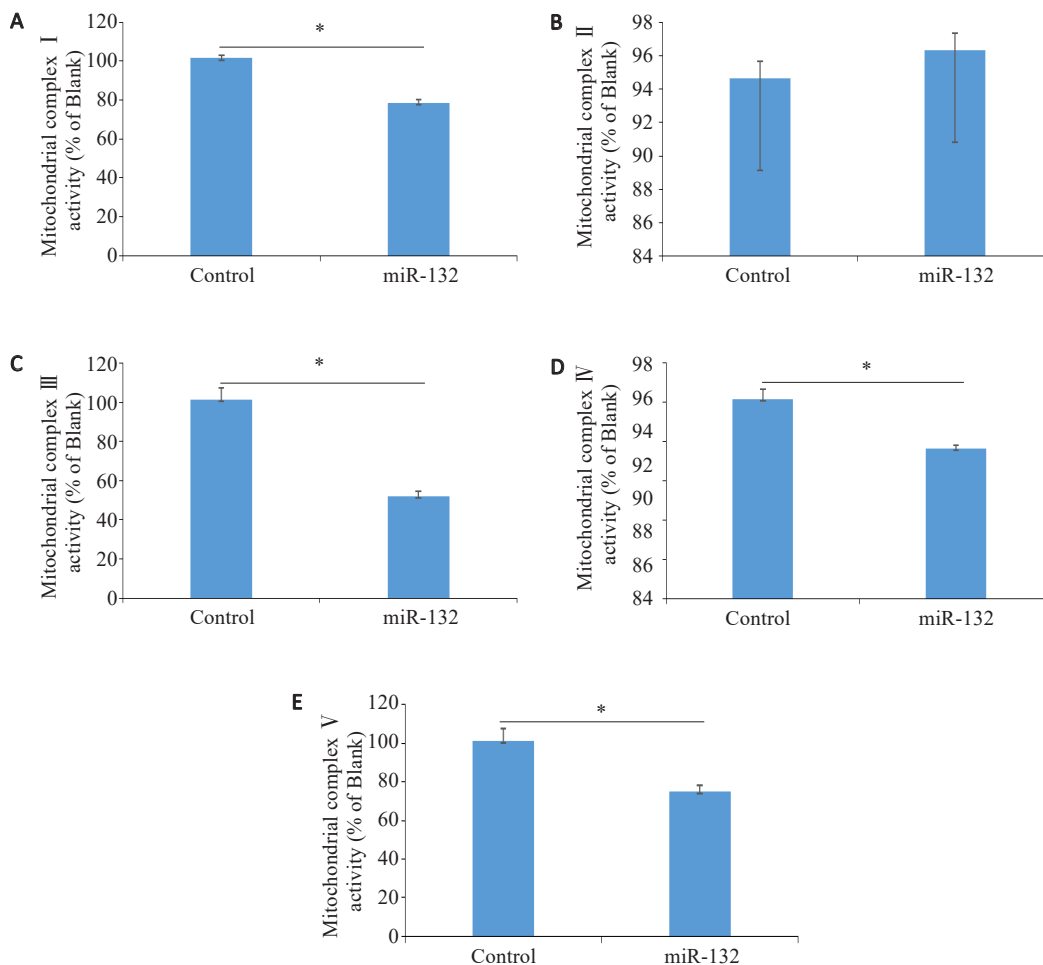 A
Mitochondrial complex Ⅰ
activity (% of Blank)
120
100
80
60
40
20
0
*
Control
miR-132
B
Mitochondrial complex Ⅱ
activity (% of Blank)
98
96
94
92
90
88
86
84
Control
miR-132
C
Mitochondrial complex Ⅲ
activity (% of Blank)
120
100
80
60
40
20
0
*
Control
miR-132
D
Mitochondrial complex Ⅳ
activity (% of Blank)
98
96
94
92
90
88
86
84
*
Control
miR-132
E
Mitochondrial complex Ⅴ
activity (% of Blank)
120
100
80
60
40
20
0
*
Control
miR-132